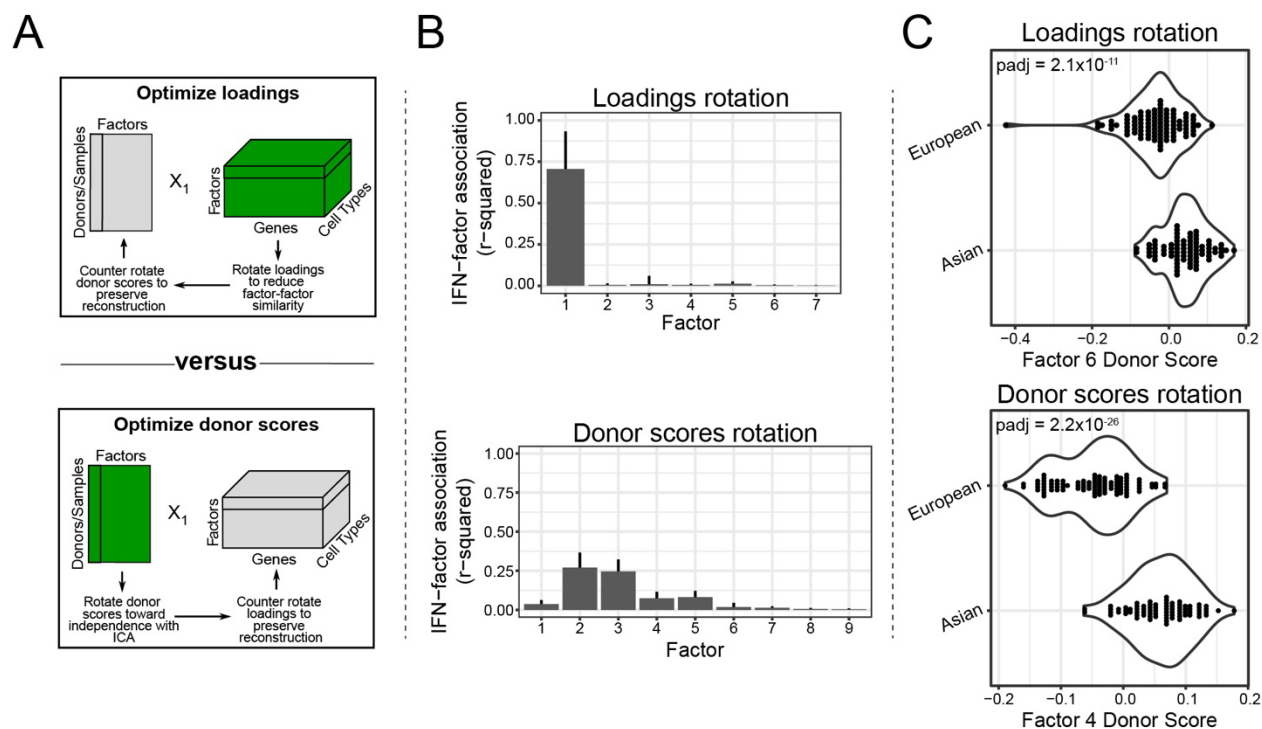 A
Optimize loadings
Factors
Donors/Samples
X1
Factors
Genes
Cell Types
Counter rotate
donor scores to
preserve
reconstruction
Rotate loadings
to reduce
factor-factor
similarity
versus
Optimize donor scores
Factors
Donors/Samples
X1
Factors
Genes
Cell Types
Rotate donor
scores toward
independence with
ICA
Counter rotate
loadings to
preserve
reconstruction
B
Loadings rotation
IFN−factor association
(r−squared)
1.00
0.75
0.50
0.25
0.00
1 2 3 4 5 6 7
Factor
Donor scores rotation
IFN−factor association
(r−squared)
1.00
0.75
0.50
0.25
0.00
1 2 3 4 5 6 7 8 9
Factor
C
Loadings rotation
padj = 2.1x10-11
European
Asian
−0.4 −0.2 0.0 0.2
Factor 6 Donor Score
Donor scores rotation
padj = 2.2x10-26
European
Asian
−0.2 −0.1 0.0 0.1 0.2
Factor 4 Donor Score